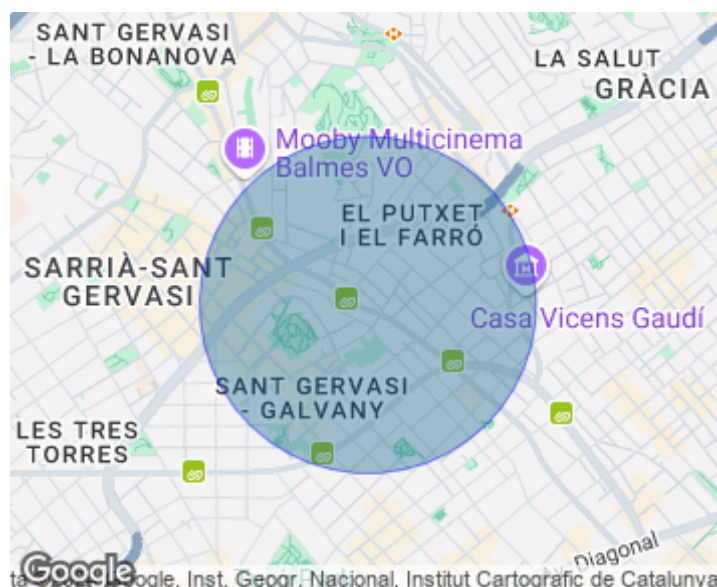 SANT GERVASI
- LA BONANOVA
LA SALUT
GRÀCIA
Mooby Multicinema
Balmes VO
EL PUTXET
I EL FARRÓ
SARRIÀ-SANT
GERVASI
Casa Vicens Gaudí
SANT GERVASI
- GALVANY
LES TRES
TORRES
Diagonal
Google
Google, Inst. Geogr. Nacional, Institut Cartogràfic de Catalunya